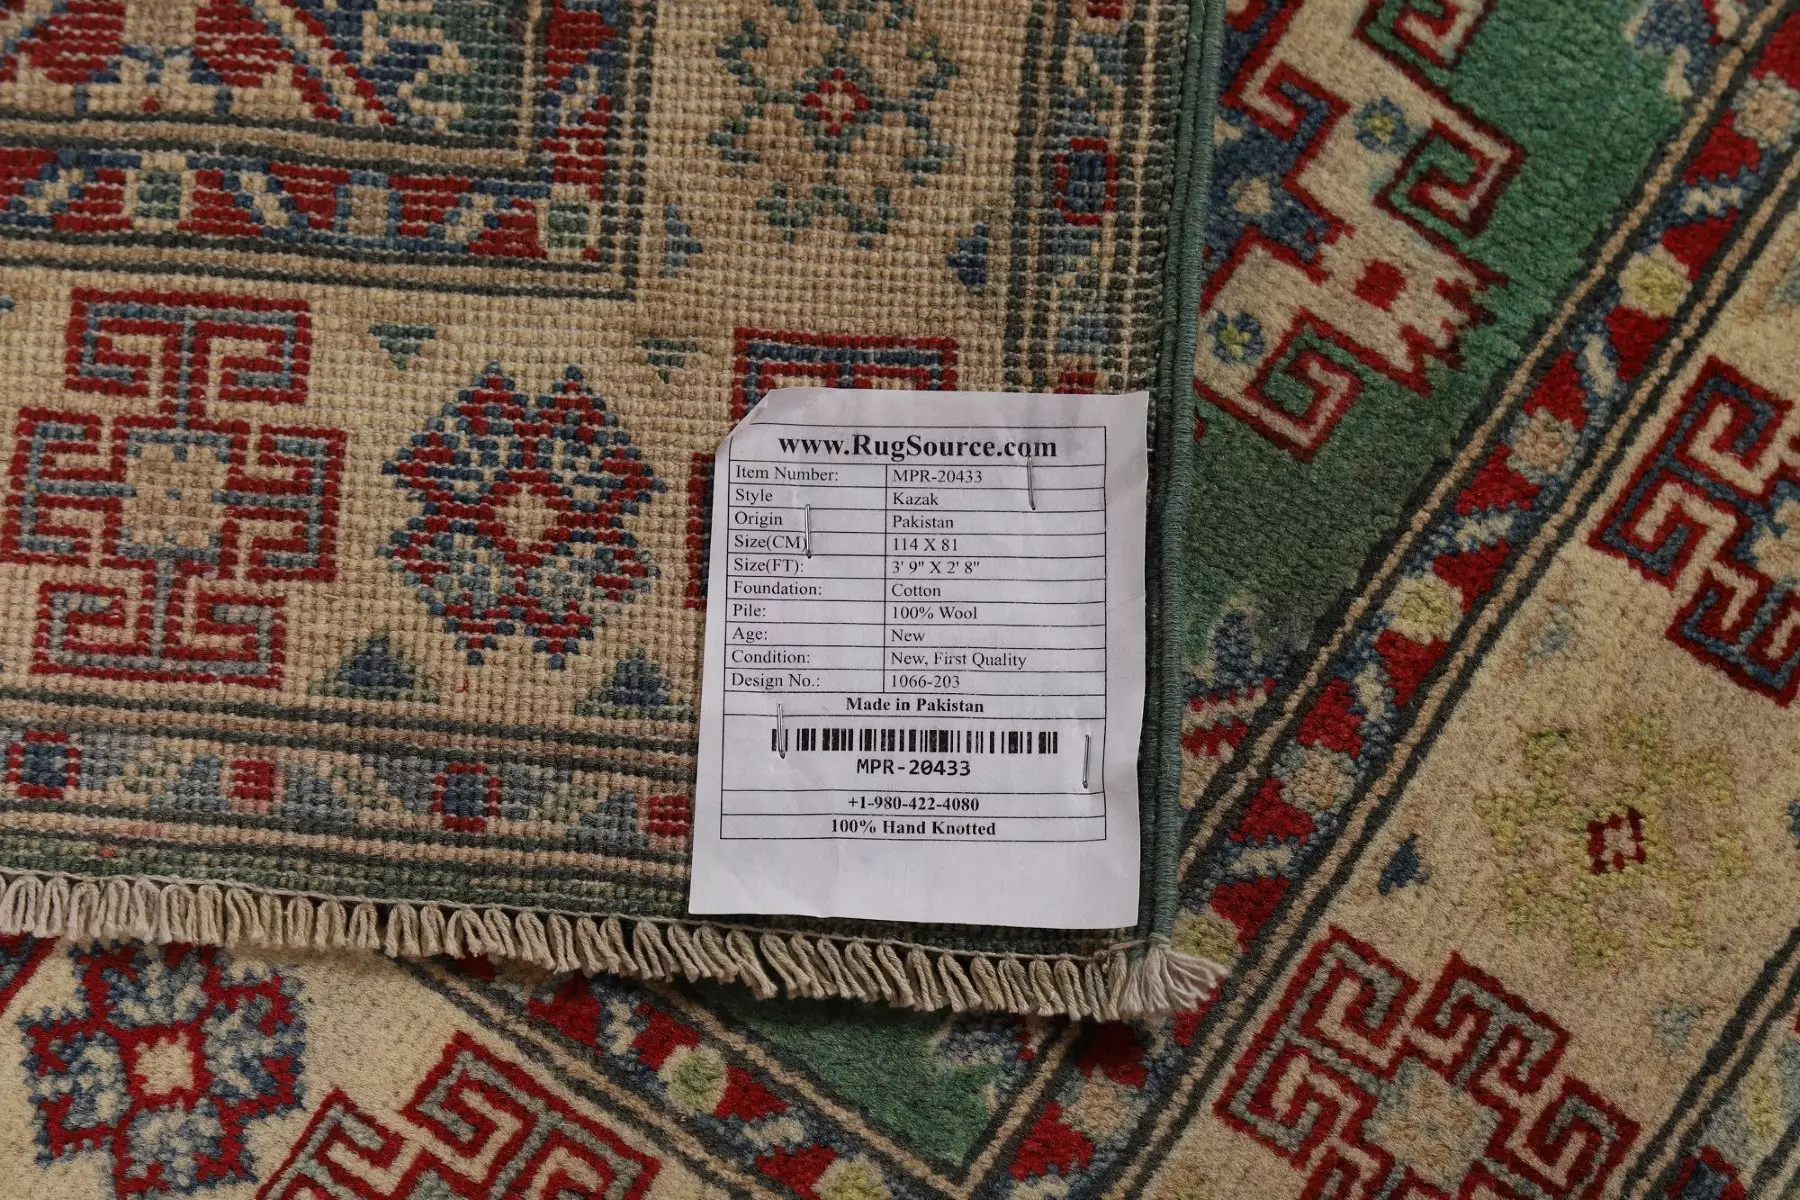 www.RugSource.com
Item Number: MPR-20433
Style Kazak
Origin Pakistan
Size(CM) 114 X 81
Size(FT): 3' 9" X 2' 8"
Foundation: Cotton
Pile: 100% Wool
Age: New
Condition: New, First Quality
Design No.: 1066-203
Made in Pakistan
MPR-20433
+1-980-422-4080
100% Hand Knotted